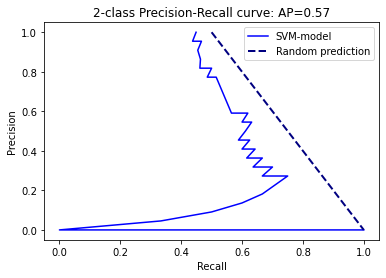 2-class Precision-Recall curve: AP=0.57
SVM-model
Random prediction
Precision
1.0
0.8
0.6
0.4
0.2
0.0
0.0 0.2 0.4 0.6 0.8 1.0
Recall